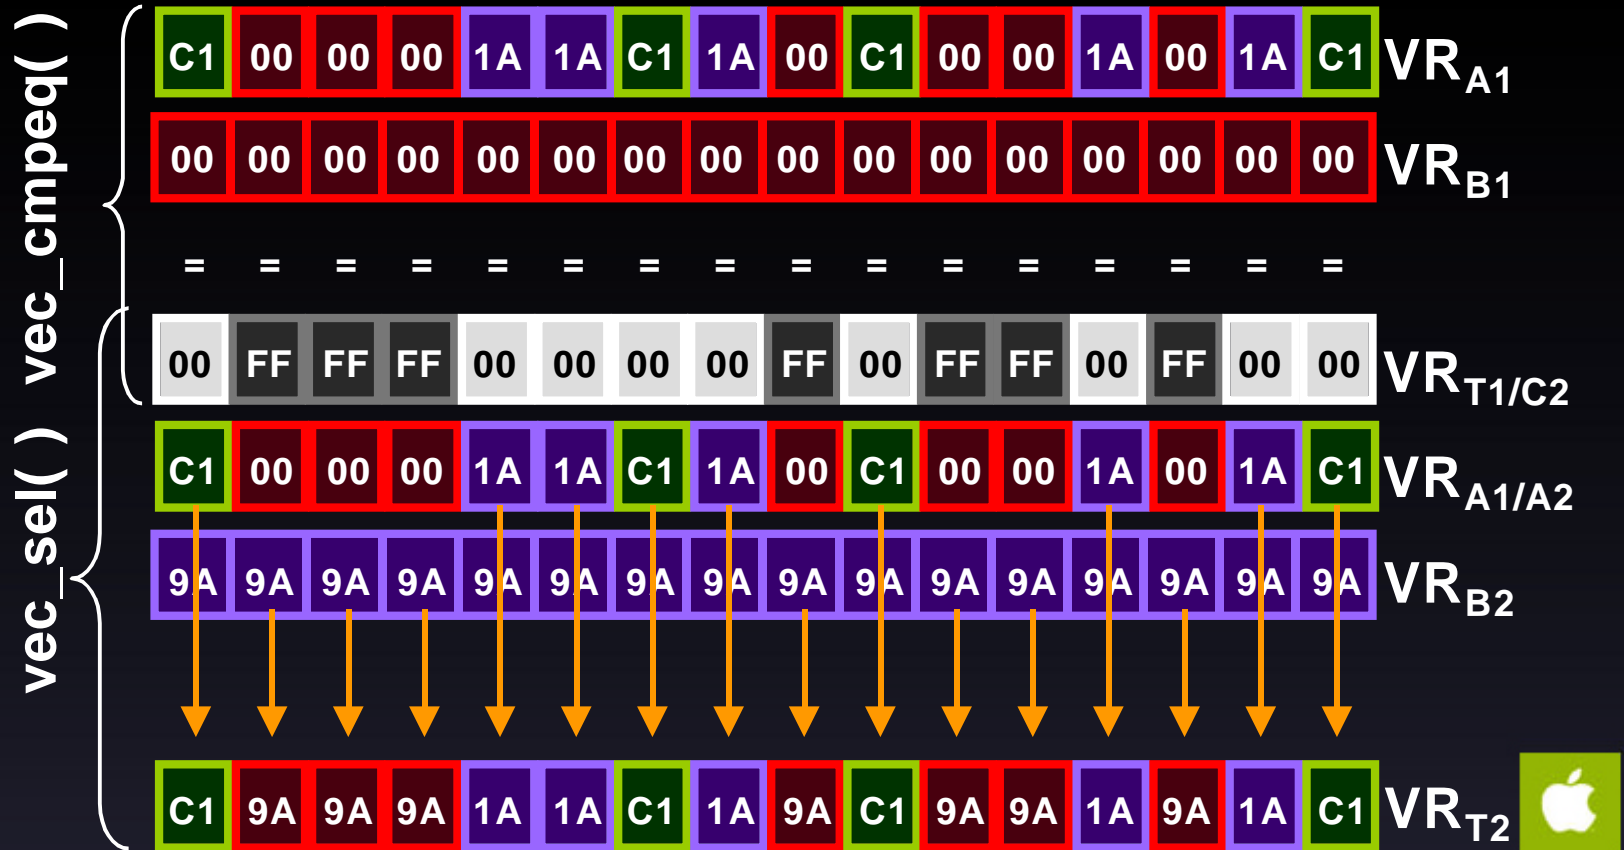 vec_cmpeq( )
C1 00 00 00 1A 1A C1 1A 00 C1 00 00 1A 00 1A C1 VRA1
00 00 00 00 00 00 00 00 00 00 00 00 00 00 00 00 VRB1
= = = = = = = = = = = = = = = =
00 FF FF FF 00 00 00 00 FF 00 FF FF 00 FF 00 00 VRT1/C2
vec_sel( )
C1 00 00 00 1A 1A C1 1A 00 C1 00 00 1A 00 1A C1 VRA1/A2
9A 9A 9A 9A 9A 9A 9A 9A 9A 9A 9A 9A 9A 9A 9A 9A VRB2
C1 9A 9A 9A 1A 1A C1 1A 9A C1 9A 9A 1A 9A 1A C1 VRT2